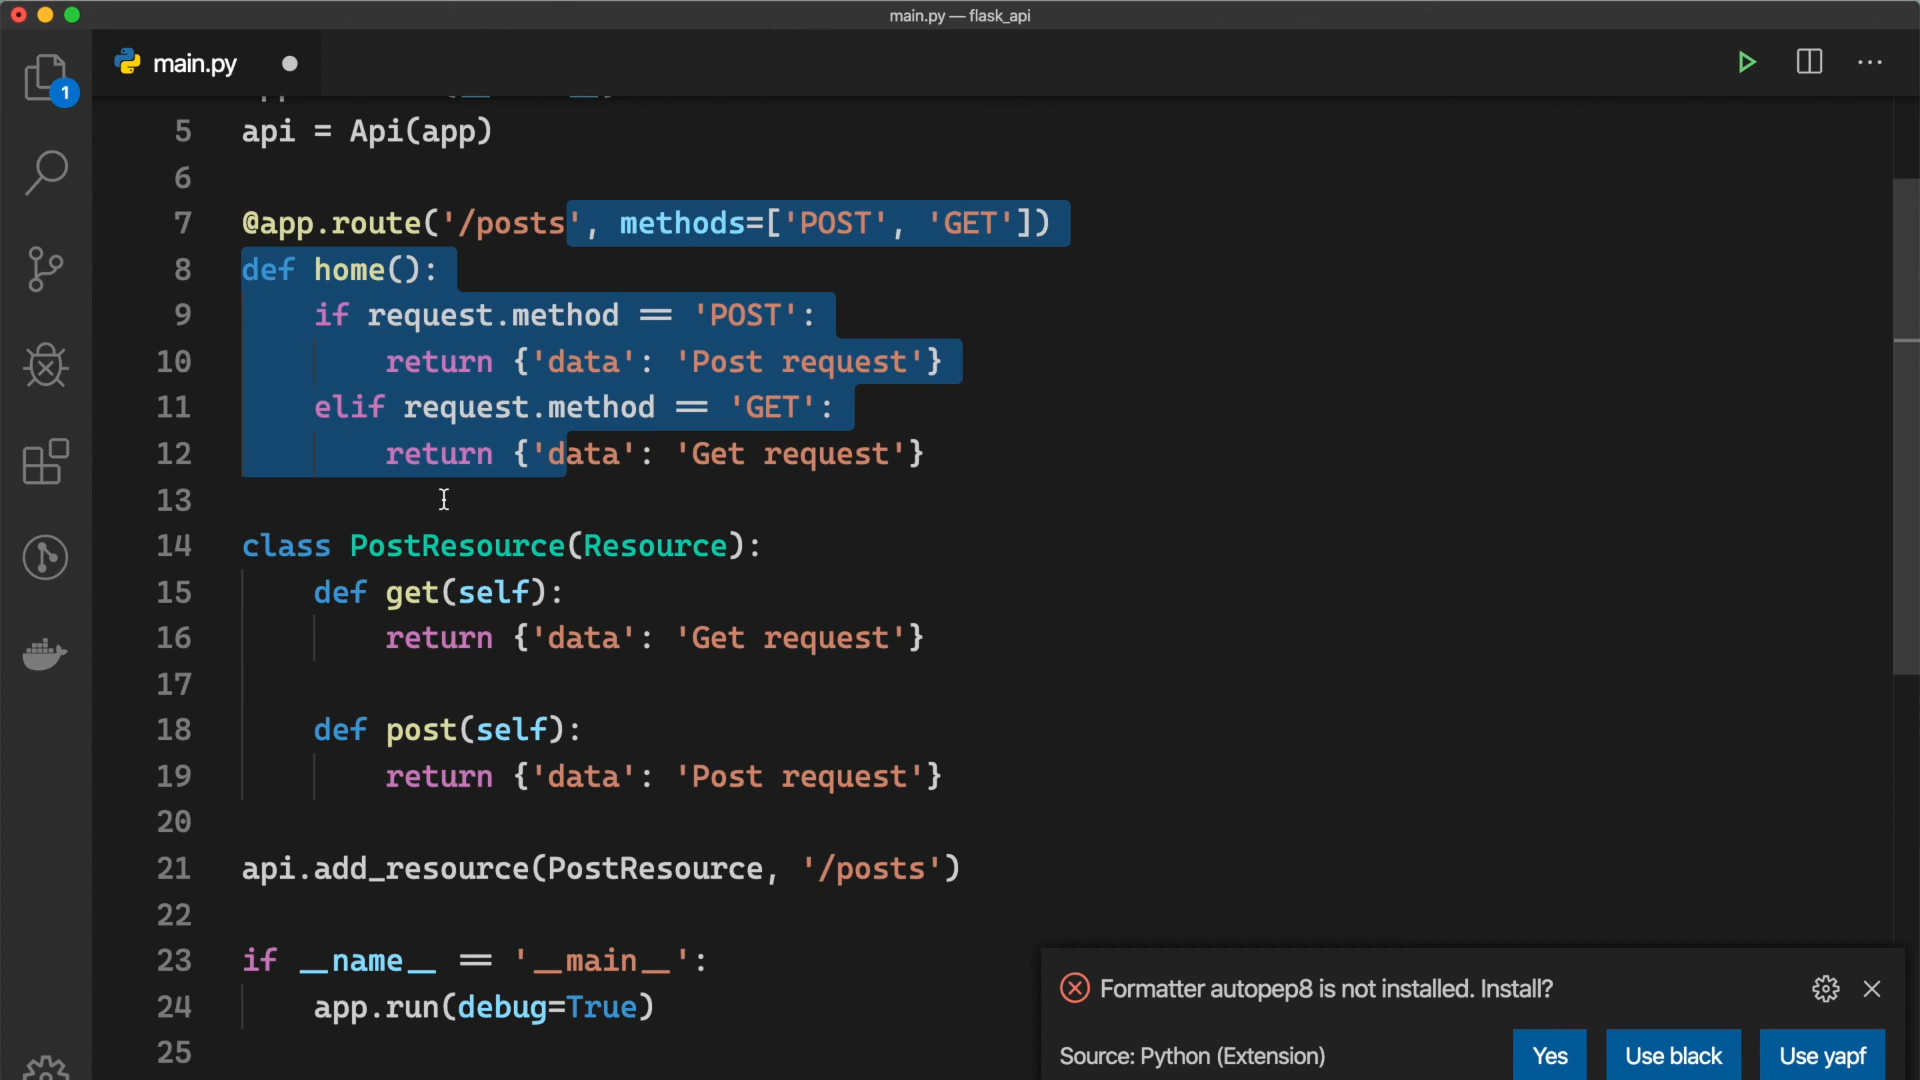 main.py — flask_api
1
main.py
5 api = Api(app)
6
7 @app.route('/posts', methods=['POST', 'GET'])
8 def home():
9 if request.method == 'POST':
10 return {'data': 'Post request'}
11 elif request.method == 'GET':
12 return {'data': 'Get request'}
13
14 class PostResource(Resource):
15 def get(self):
16 return {'data': 'Get request'}
17
18 def post(self):
19 return {'data': 'Post request'}
20
21 api.add_resource(PostResource, '/posts')
22
23 if __name__ == '__main__':
24 app.run(debug=True)
25
Formatter autopep8 is not installed. Install?
Source: Python (Extension)
Yes
Use black
Use yapf